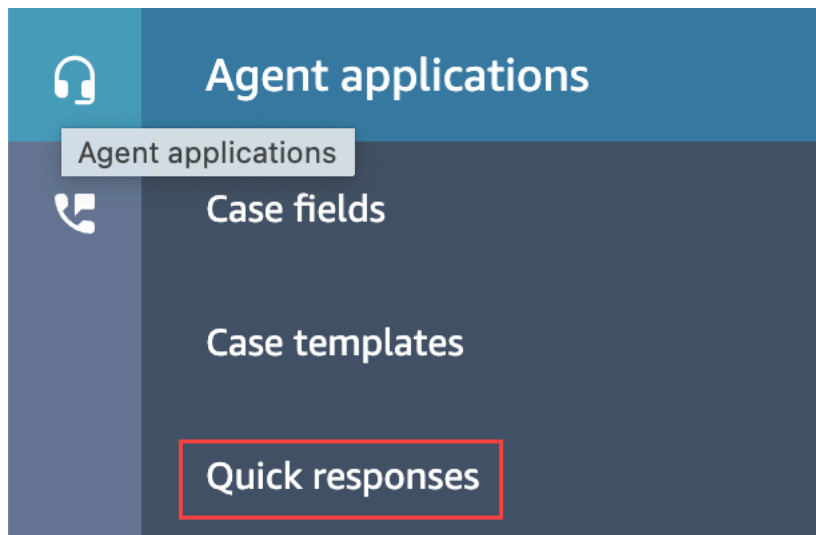 Agent applications
Agent applications
Case fields
Case templates
Quick responses